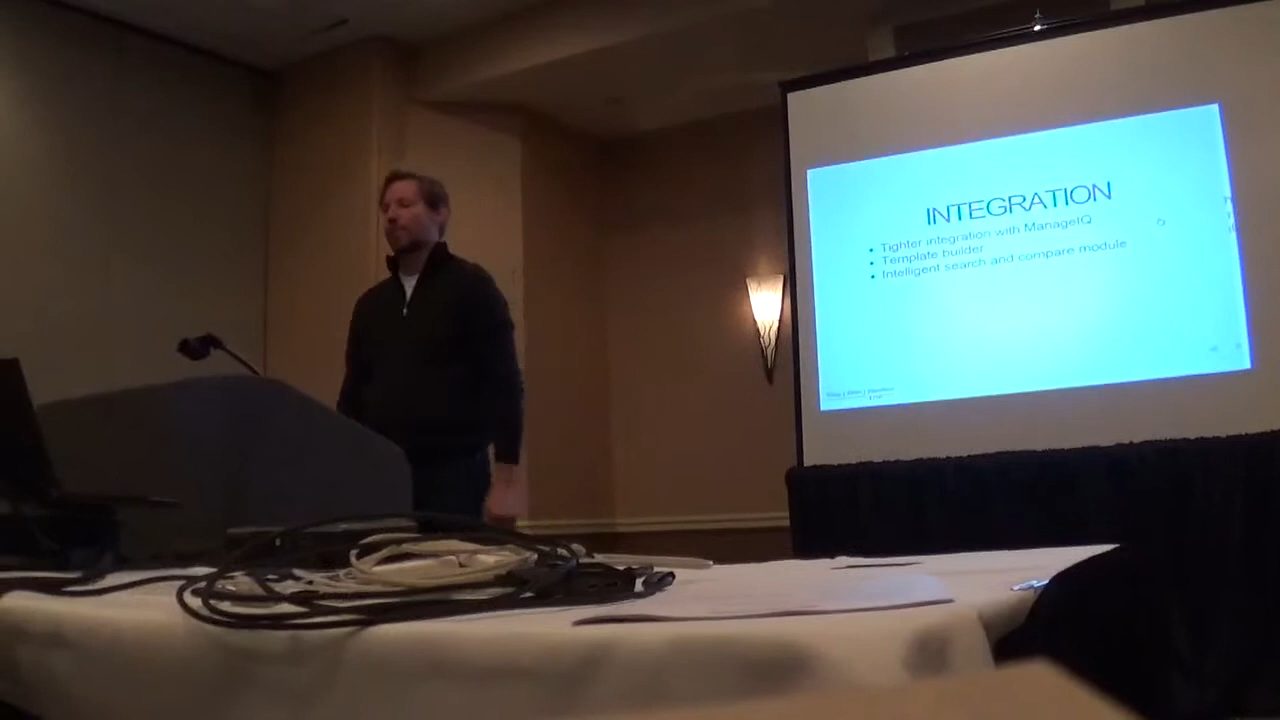 INTEGRATION
• Tighter integration with ManageIQ
• Template builder
• Intelligent search and compare module